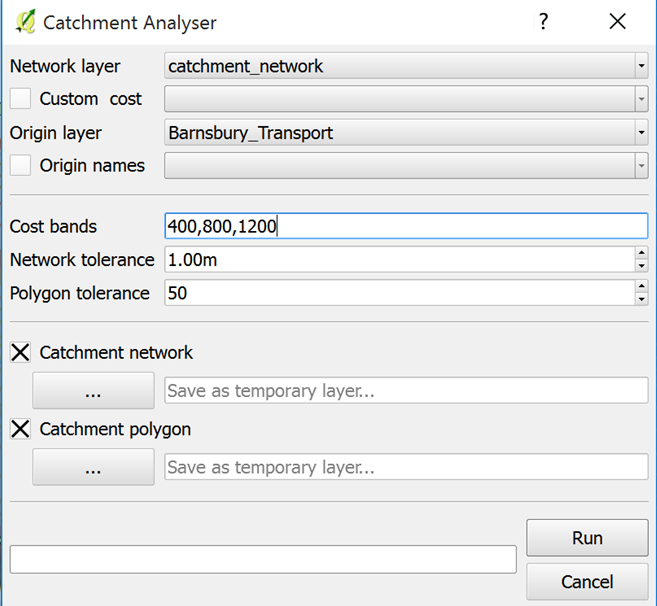 Catchment Analyser ?
Network layer catchment_network
Custom cost
Origin layer Barnsbury_Transport
Origin names
Cost bands 400,800,1200
Network tolerance 1.00m
Polygon tolerance 50
Catchment network
... Save as temporary layer...
Catchment polygon
... Save as temporary layer...
Run
Cancel